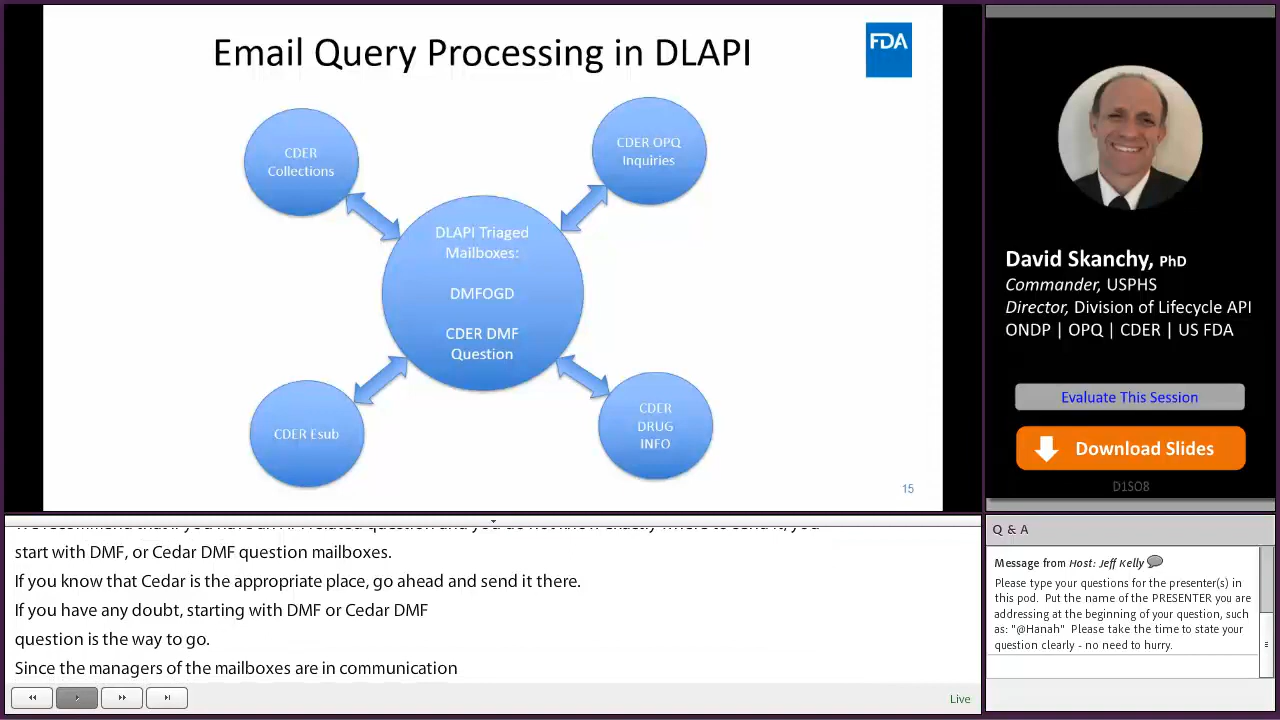 Email Query Processing in DLAPI
FDA
CDER
Collections
CDER OPQ
Inquiries
DLAPI Triaged
Mailboxes:
DMFOGD
CDER DMF
Question
CDER Esub
CDER
DRUG
INFO
15
David Skanchy, PhD
Commander, USPHS
Director, Division of Lifecycle API
ONDP | OPQ | CDER | US FDA
Evaluate This Session
Download Slides
D1SO8
start with DMF, or Cedar DMF question mailboxes.
If you know that Cedar is the appropriate place, go ahead and send it there.
If you have any doubt, starting with DMF or Cedar DMF
question is the way to go.
Since the managers of the mailboxes are in communication
Live
Q & A
Message from Host: Jeff Kelly
Please type your questions for the presenter(s) in
this pod.  Put the name of the PRESENTER you are
addressing at the beginning of your question, such
as: "@Hanah"  Please take the time to state your
question clearly - no need to hurry.